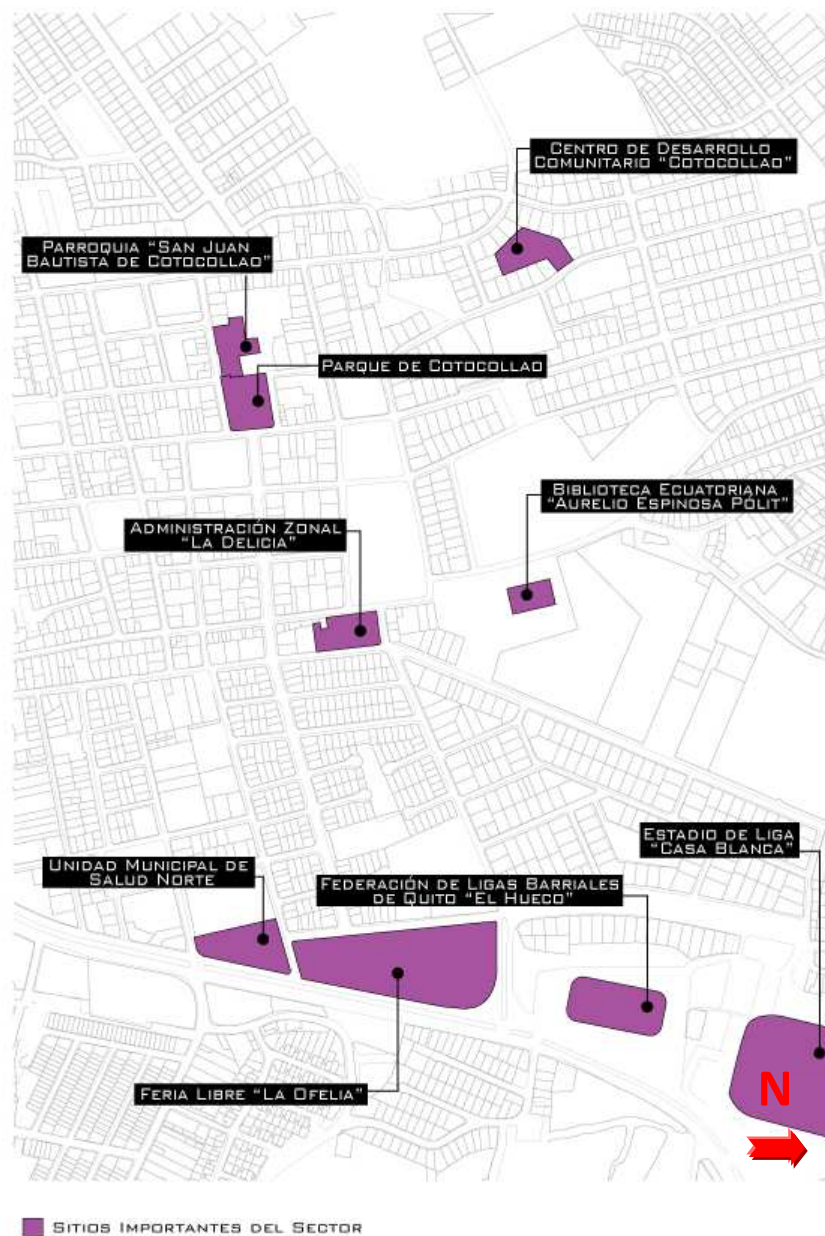 CENTRO DE DESARROLLO
COMUNITARIO "COTOCOLLAO"
PARROQUIA "SAN JUAN
BAUTISTA DE COTOCOLLAO"
PARQUE DE COTOCOLLAO
BIBLIOTECA ECUATORIANA
"AURELIO ESPINOSA PÓLIT"
ADMINISTRACIÓN ZONAL
"LA DELICIA"
ESTADIO DE LIGA
"CASA BLANCA"
UNIDAD MUNICIPAL DE
SALUD NORTE
FEDERACIÓN DE LIGAS BARRIALES
DE QUITO "EL HUECO"
FERIA LIBRE "LA OFELIA"
N
SITIOS IMPORTANTES DEL SECTOR